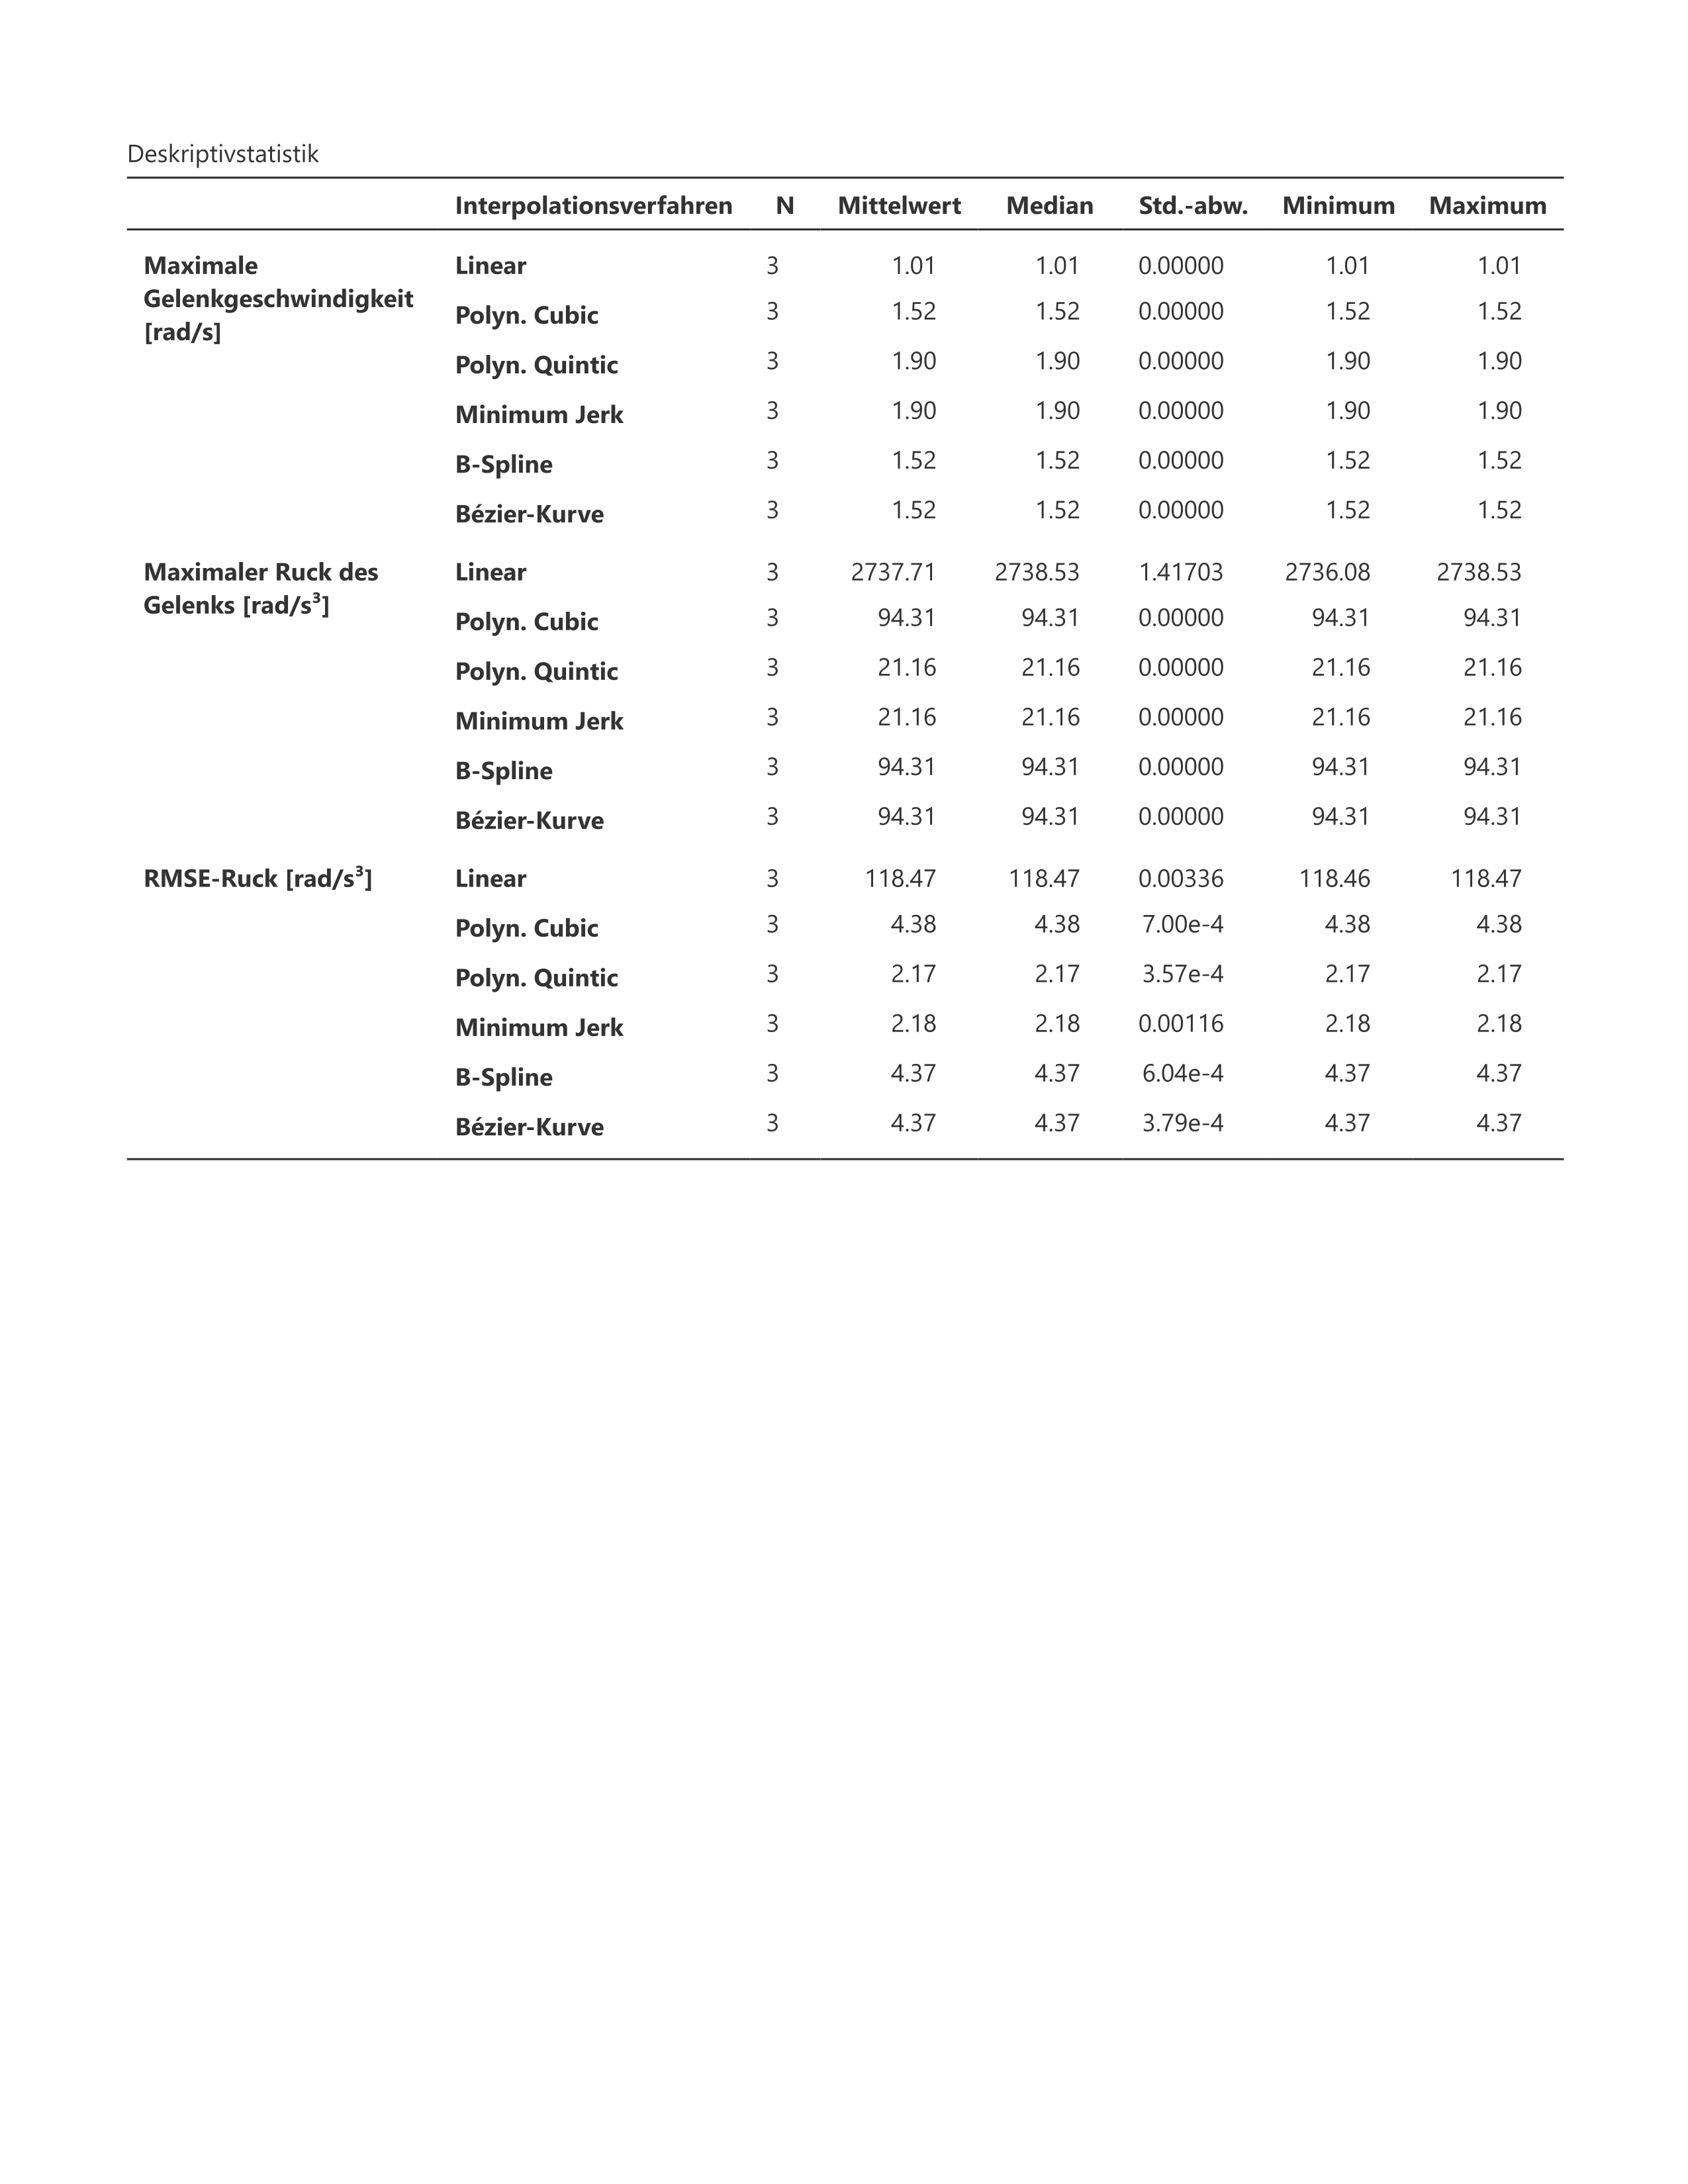 Deskriptivstatistik
Interpolationsverfahren N Mittelwert Median Std.-abw. Minimum Maximum
Maximale Gelenkgeschwindigkeit [rad/s] Linear 3 1.01 1.01 0.00000 1.01 1.01
Polyn. Cubic 3 1.52 1.52 0.00000 1.52 1.52
Polyn. Quintic 3 1.90 1.90 0.00000 1.90 1.90
Minimum Jerk 3 1.90 1.90 0.00000 1.90 1.90
B-Spline 3 1.52 1.52 0.00000 1.52 1.52
Bézier-Kurve 3 1.52 1.52 0.00000 1.52 1.52
Maximaler Ruck des Gelenks [rad/s³] Linear 3 2737.71 2738.53 1.41703 2736.08 2738.53
Polyn. Cubic 3 94.31 94.31 0.00000 94.31 94.31
Polyn. Quintic 3 21.16 21.16 0.00000 21.16 21.16
Minimum Jerk 3 21.16 21.16 0.00000 21.16 21.16
B-Spline 3 94.31 94.31 0.00000 94.31 94.31
Bézier-Kurve 3 94.31 94.31 0.00000 94.31 94.31
RMSE-Ruck [rad/s³] Linear 3 118.47 118.47 0.00336 118.46 118.47
Polyn. Cubic 3 4.38 4.38 7.00e-4 4.38 4.38
Polyn. Quintic 3 2.17 2.17 3.57e-4 2.17 2.17
Minimum Jerk 3 2.18 2.18 0.00116 2.18 2.18
B-Spline 3 4.37 4.37 6.04e-4 4.37 4.37
Bézier-Kurve 3 4.37 4.37 3.79e-4 4.37 4.37